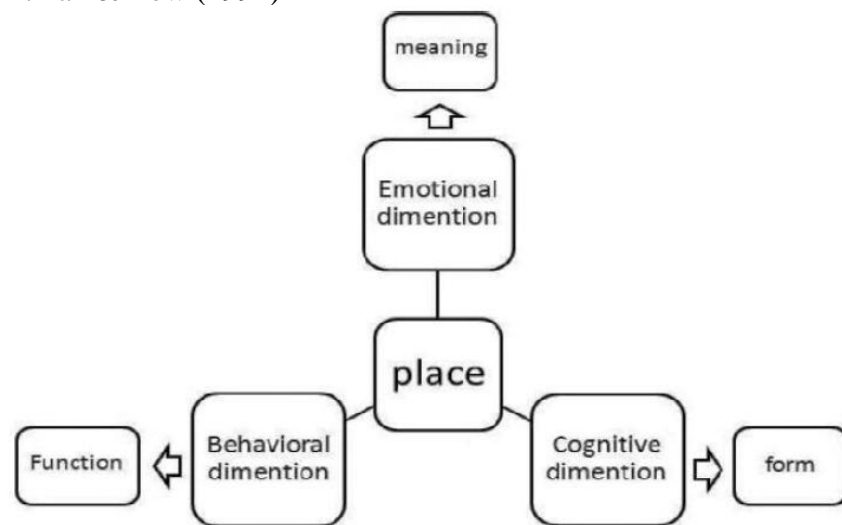 meaning
Emotional
dimention
place
Behavioral
dimention
Function
Cognitive
dimention
form